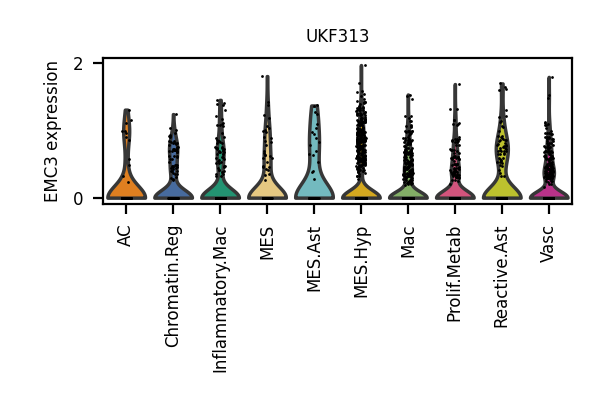 UKF313
EMC3 expression
2
0
AC
Chromatin.Reg
Inflammatory.Mac
MES
MES.Ast
MES.Hyp
Mac
Prolif.Metab
Reactive.Ast
Vasc